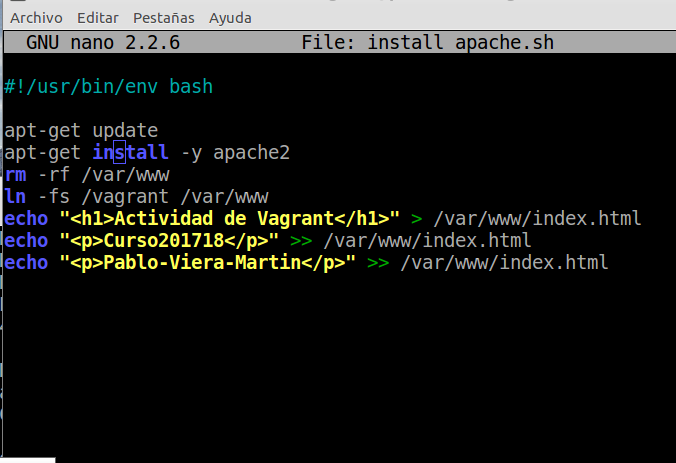 Archivo Editar Pestañas Ayuda
GNU nano 2.2.6 File: install apache.sh
#!/usr/bin/env bash
apt-get update
apt-get install -y apache2
rm -rf /var/www
ln -fs /vagrant /var/www
echo "<h1>Actividad de Vagrant</h1>" > /var/www/index.html
echo "<p>Curso201718</p>" >> /var/www/index.html
echo "<p>Pablo-Viera-Martin</p>" >> /var/www/index.html